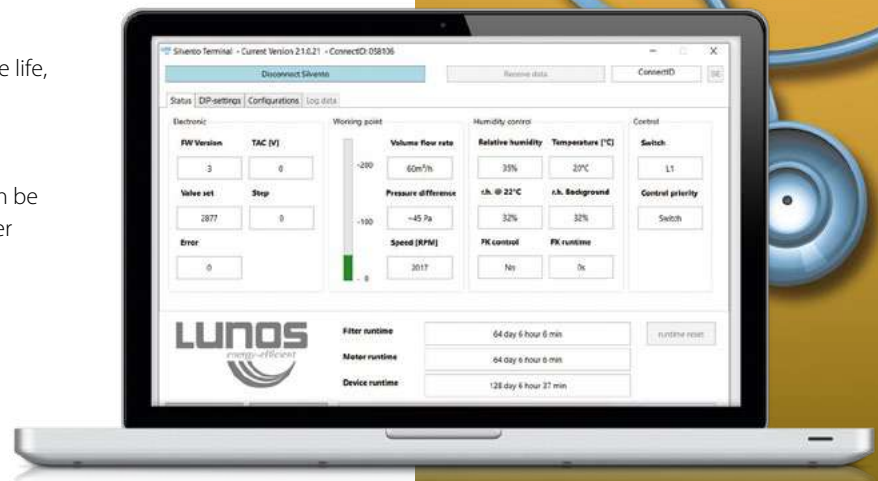 e life,
n be
er
Silvento Terminal - Current Version 2.1.0.21 - ConnectID: 058106
Disconnect Silvento
Receive data
ConnectID
DE
Status DIP-settings Configurations Log data
Electronic
Working point
Humidity control
Control
FW Version
TAC [V]
Volume flow rate
Relative humidity
Temperature [°C]
Switch
3
0
-200
60m³/h
35%
20°C
L1
Value set
Step
Pressure difference
r.h. @ 22°C
r.h. Background
Control priority
2877
0
-100
~45 Pa
32%
32%
Switch
Error
Speed [RPM]
FK control
FK runtime
0
- 0
2017
No
0s
LUNOS
energy-efficient
Filter runtime
64 day 6 hour 6 min
runtime reset
Motor runtime
64 day 6 hour 6 min
Device runtime
128 day 6 hour 37 min